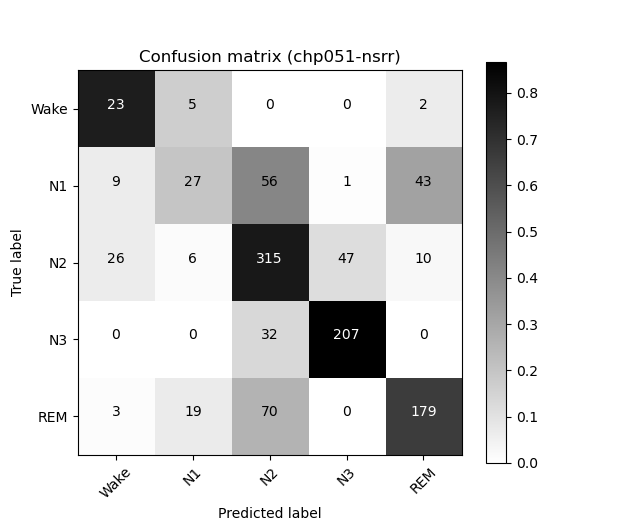 Confusion matrix (chp051-nsrr)
True label
Wake 23 5 0 0 2
N1 9 27 56 1 43
N2 26 6 315 47 10
N3 0 0 32 207 0
REM 3 19 70 0 179
Wake N1 N2 N3 REM
Predicted label
0.8
0.7
0.6
0.5
0.4
0.3
0.2
0.1
0.0